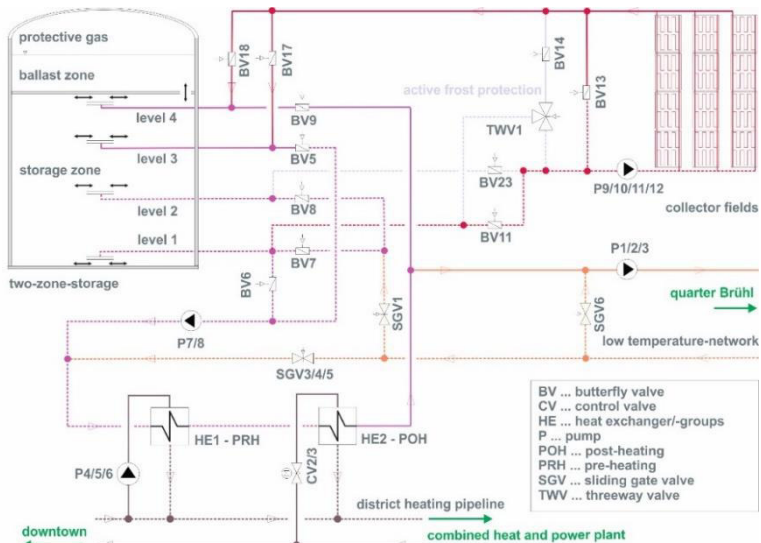 protective gas
ballast zone
BV18
BV17
BV14
BV13
active frost protection
level 4
BV9
TWV1
level 3
BV5
storage zone
BV23
P9/10/11/12
level 2
BV8
collector fields
level 1
BV7
BV11
P1/2/3
two-zone-storage
BV6
SGV1
SGV6
quarter Brühl
P7/8
low temperature-network
SGV3/4/5
BV ... butterfly valve
CV ... control valve
HE ... heat exchanger/-groups
P ... pump
POH ... post-heating
PRH ... pre-heating
SGV ... sliding gate valve
TWV ... threeway valve
HE1 - PRH
HE2 - POH
P4/5/6
CV2/3
district heating pipeline
downtown
combined heat and power plant